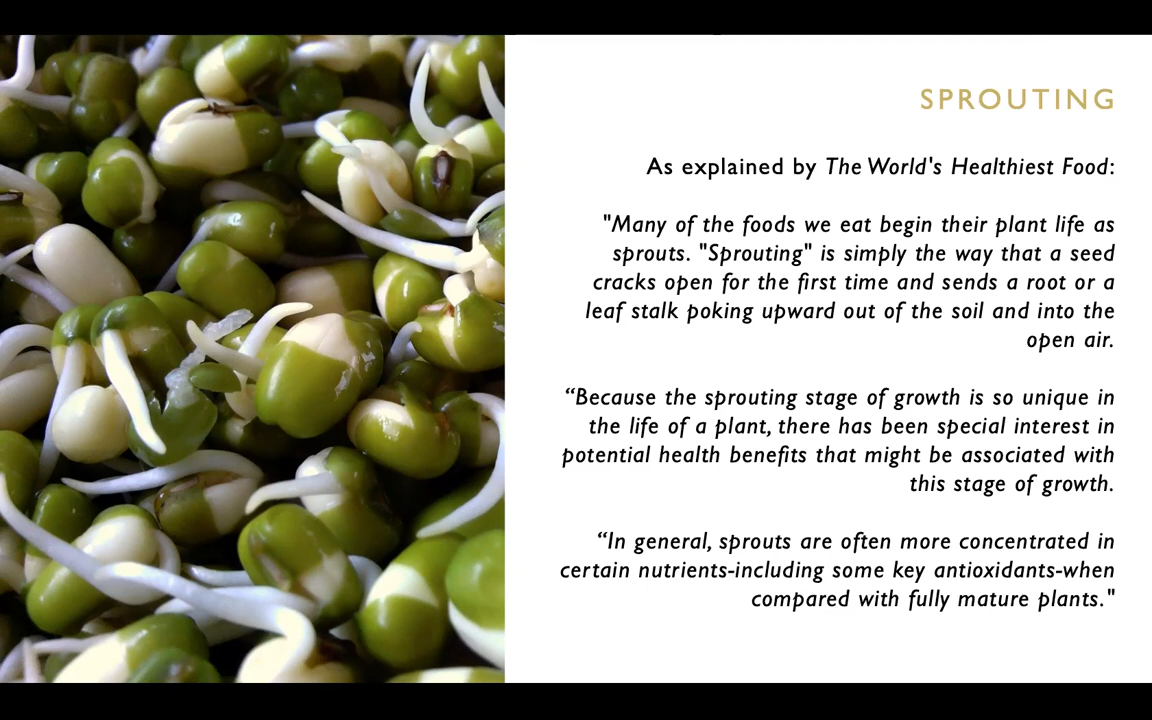 SPROUTING
As explained by The World's Healthiest Food:
"Many of the foods we eat begin their plant life as
sprouts. "Sprouting" is simply the way that a seed
cracks open for the first time and sends a root or a
leaf stalk poking upward out of the soil and into the
open air.
“Because the sprouting stage of growth is so unique in
the life of a plant, there has been special interest in
potential health benefits that might be associated with
this stage of growth.
“In general, sprouts are often more concentrated in
certain nutrients-including some key antioxidants-when
compared with fully mature plants."